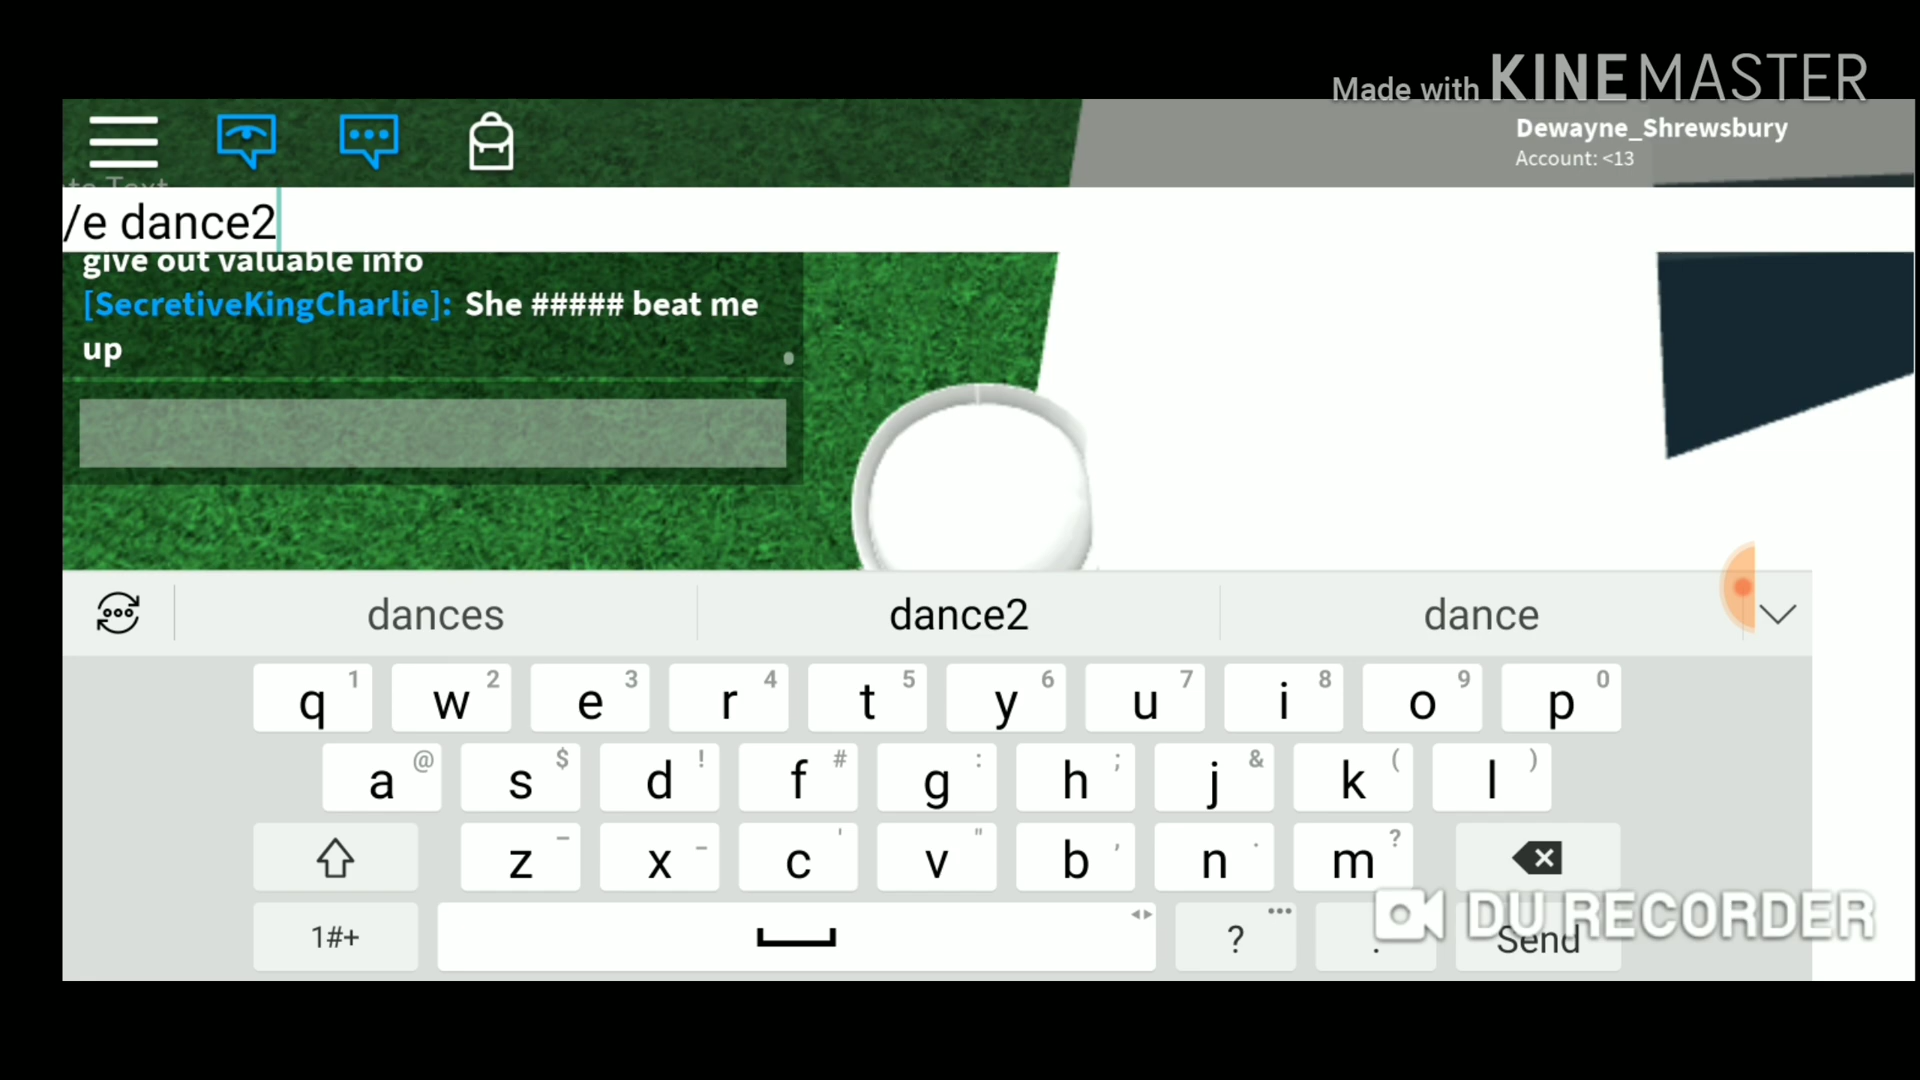 Made with KINEMASTER
Dewayne_Shrewsbury
Account: <13
/e dance2
give out valuable info
[SecretiveKingCharlie]: She ##### beat me
up
dances dance2 dance
q 1 w 2 e 3 r 4 t 5 y 6 u 7 i 8 o 9 p 0
a @ s $ d ! f # g : h ; j & k ( l )
z – x - c ' v " b , n . m ?
DU RECORDER
1#+ ? . Send